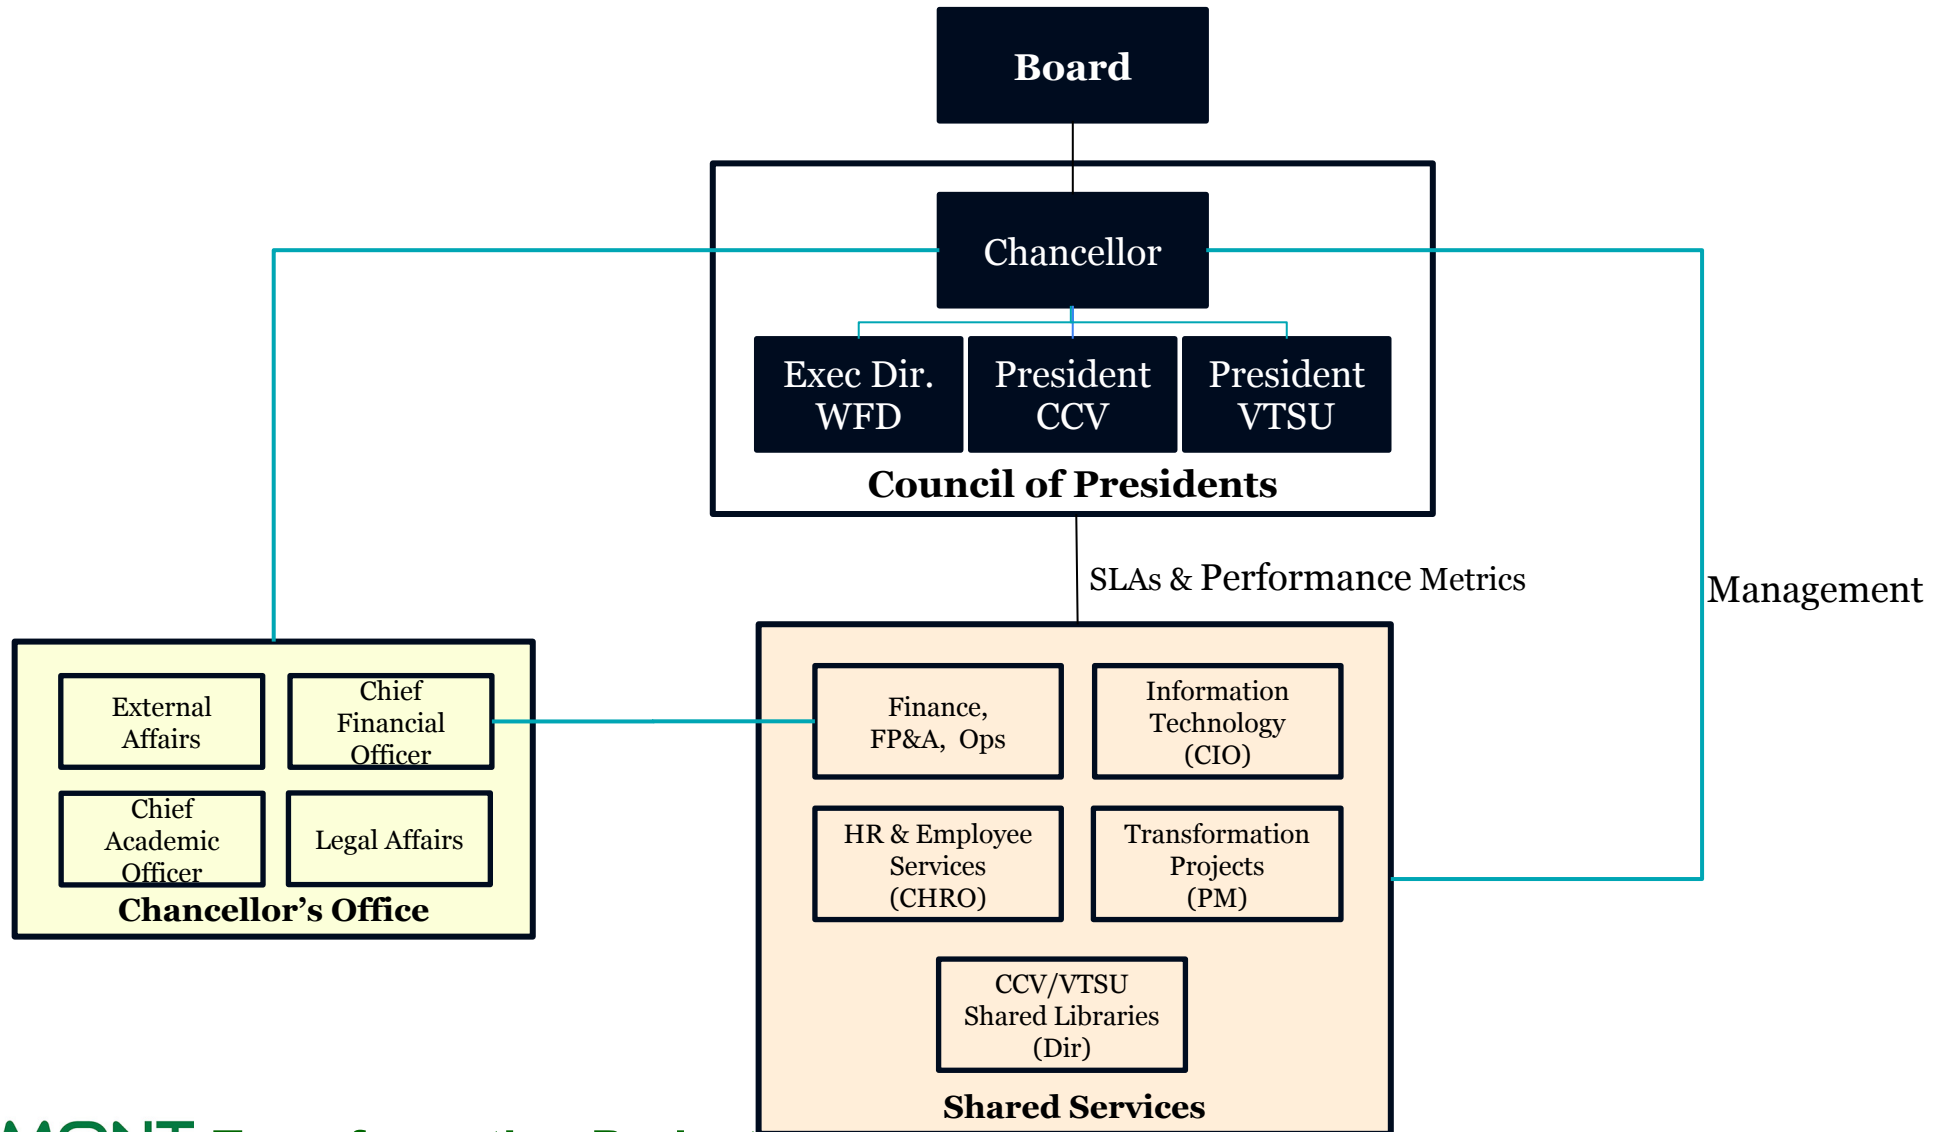 Board
Chancellor
Exec Dir.
WFD
President
CCV
President
VTSU
Council of Presidents
SLAs & Performance Metrics
Management
External
Affairs
Chief
Financial
Officer
Chief
Academic
Officer
Legal Affairs
Chancellor’s Office
Finance,
FP&A, Ops
Information
Technology
(CIO)
HR & Employee
Services
(CHRO)
Transformation
Projects
(PM)
CCV/VTSU
Shared Libraries
(Dir)
Shared Services